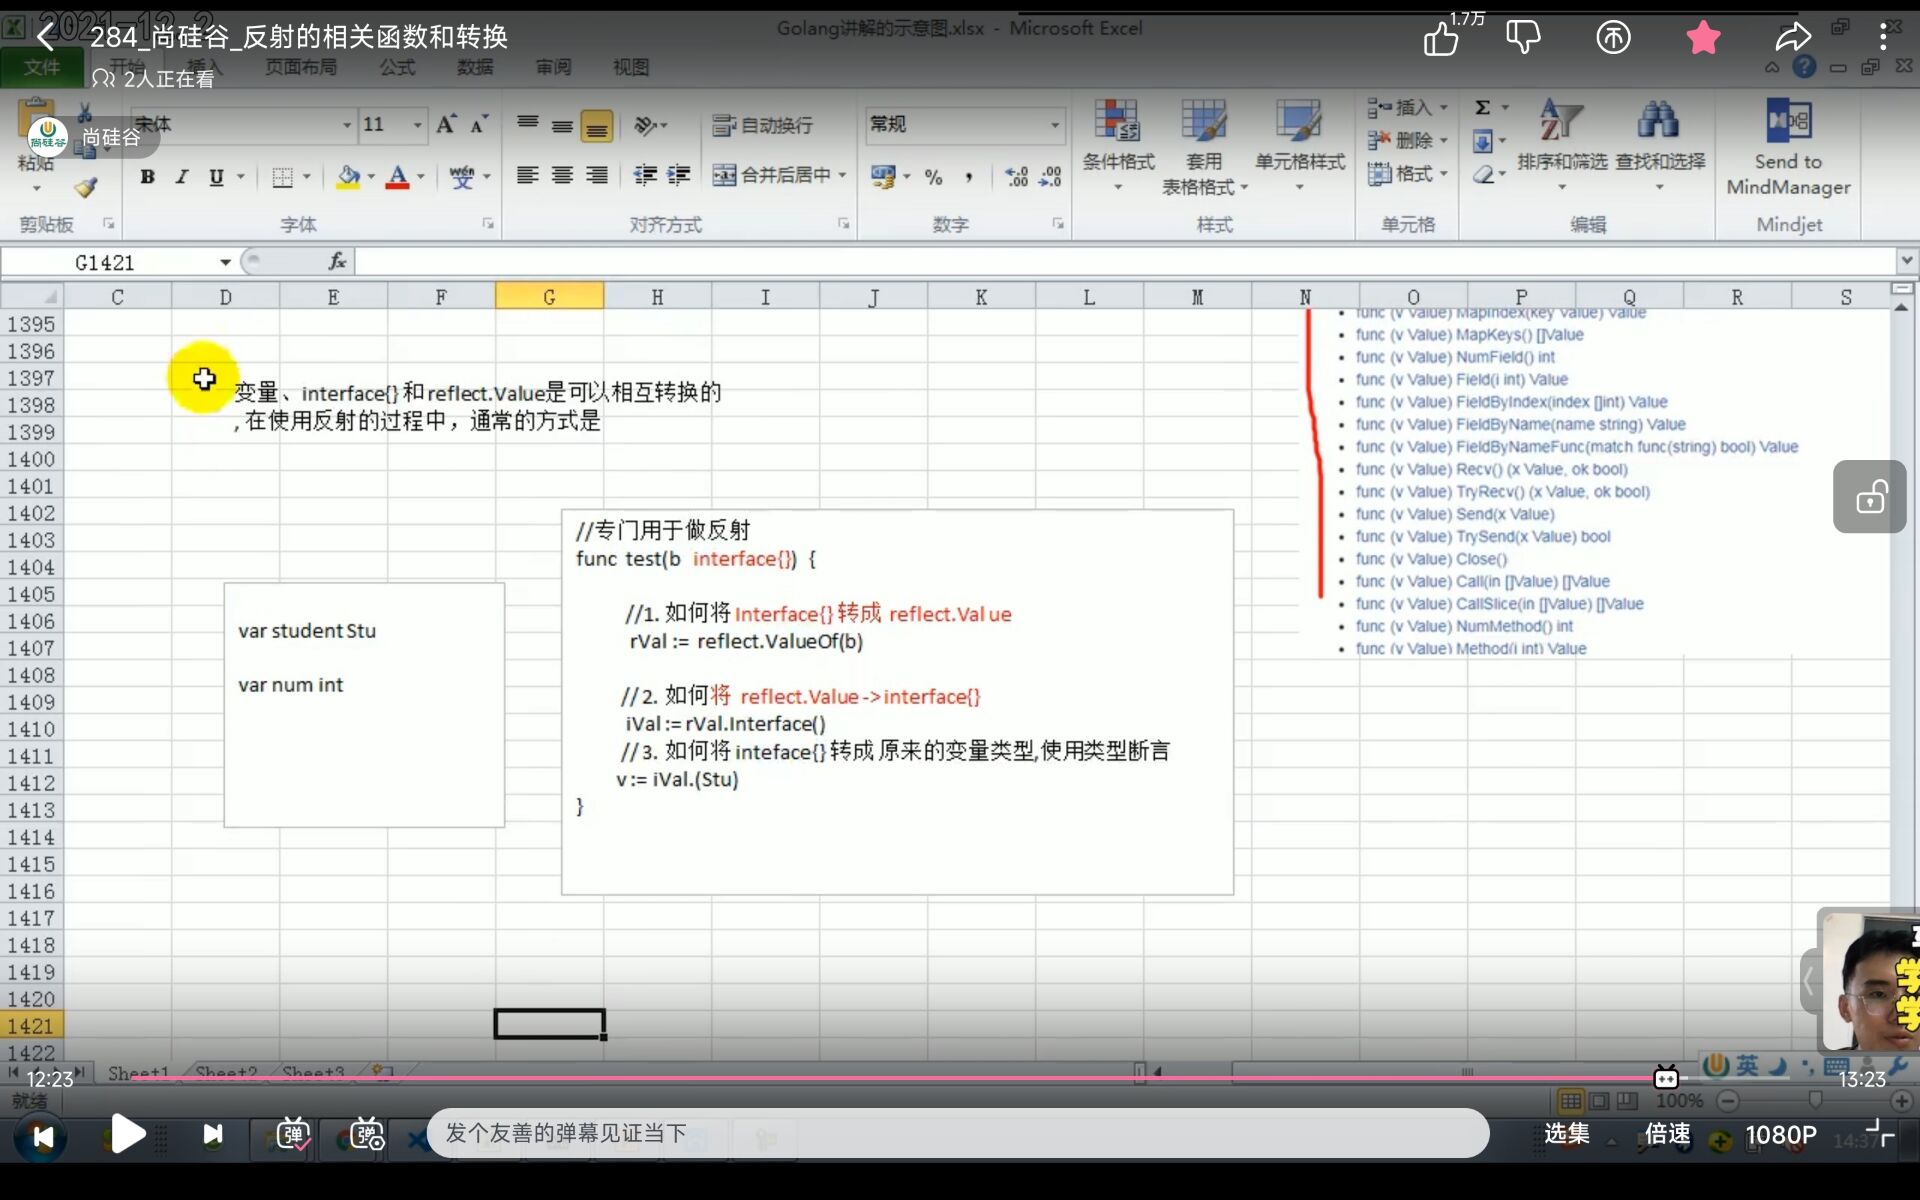 2021-12-2
Golang讲解的示意图.xlsx - Microsoft Excel
284_尚硅谷_反射的相关函数和转换
1.7万
文件 开始 插入 页面布局 公式 数据 审阅 视图
2人正在看
尚硅谷
宋体 11 自动换行 常规 插入 Σ
粘贴 B I U wén 文 合并后居中 % , 条件格式 套用 单元格样式 删除 排序和筛选 查找和选择 Send to
表格格式 格式 MindManager
剪贴板 字体 对齐方式 数字 样式 单元格 编辑 Mindjet
G1421 fx
C D E F G H I J K L M N O P Q R S
1395
1396
1397
1398
1399
1400
1401
1402
1403
1404
1405
1406
1407
1408
1409
1410
1411
1412
1413
1414
1415
1416
1417
1418
1419
1420
1421
1422
变量、interface{} 和 reflect.Value是可以相互转换的
, 在使用反射的过程中，通常的方式是
var student Stu
var num int
//专门用于做反射
func test(b interface{}) {
//1. 如何将 Interface{} 转成 reflect.Value
rVal := reflect.ValueOf(b)
// 2. 如何将 reflect.Value -> interface{}
iVal := rVal.Interface()
// 3. 如何将 inteface{} 转成 原来的变量类型,使用类型断言
v := iVal.(Stu)
}
• func (v Value) MapIndex(key Value) Value
• func (v Value) MapKeys() []Value
• func (v Value) NumField() int
• func (v Value) Field(i int) Value
• func (v Value) FieldByIndex(index []int) Value
• func (v Value) FieldByName(name string) Value
• func (v Value) FieldByNameFunc(match func(string) bool) Value
• func (v Value) Recv() (x Value, ok bool)
• func (v Value) TryRecv() (x Value, ok bool)
• func (v Value) Send(x Value)
• func (v Value) TrySend(x Value) bool
• func (v Value) Close()
• func (v Value) Call(in []Value) []Value
• func (v Value) CallSlice(in []Value) []Value
• func (v Value) NumMethod() int
• func (v Value) Method(i int) Value
学
学
Sheet1 Sheet2 Sheet3
英
12:23
13:23
就绪
100%
弹 弹
发个友善的弹幕见证当下
选集 倍速 1080P
14:37